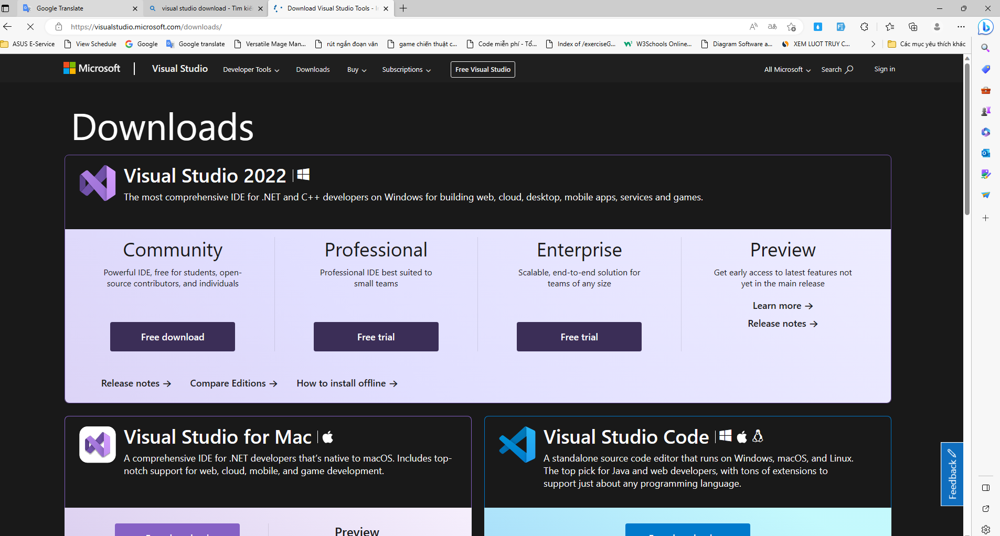 Google Translate
visual studio download - Tìm kiế
Download Visual Studio Tools - I
https://visualstudio.microsoft.com/downloads/
ASUS E-Service
View Schedule
Google
Google translate
Versatile Mage Man...
rút ngắn đoạn văn
game chiến thuật c...
Code miễn phí - Tổ...
Index of /exerciseG...
W3Schools Online...
Diagram Software a...
XEM LUOT TRUY C...
Các mục yêu thích khác
Microsoft
Visual Studio
Developer Tools
Downloads
Buy
Subscriptions
Free Visual Studio
All Microsoft
Search
Sign in
Downloads
Visual Studio 2022
The most comprehensive IDE for .NET and C++ developers on Windows for building web, cloud, desktop, mobile apps, services and games.
Community
Powerful IDE, free for students, open-
source contributors, and individuals
Free download
Professional
Professional IDE best suited to
small teams
Free trial
Enterprise
Scalable, end-to-end solution for
teams of any size
Free trial
Preview
Get early access to latest features not
yet in the main release
Learn more →
Release notes →
Release notes →
Compare Editions →
How to install offline →
Visual Studio for Mac
A comprehensive IDE for .NET developers that’s native to macOS. Includes top-
notch support for web, cloud, mobile, and game development.
Preview
Visual Studio Code
A standalone source code editor that runs on Windows, macOS, and Linux.
The top pick for Java and web developers, with tons of extensions to
support just about any programming language.
Feedback